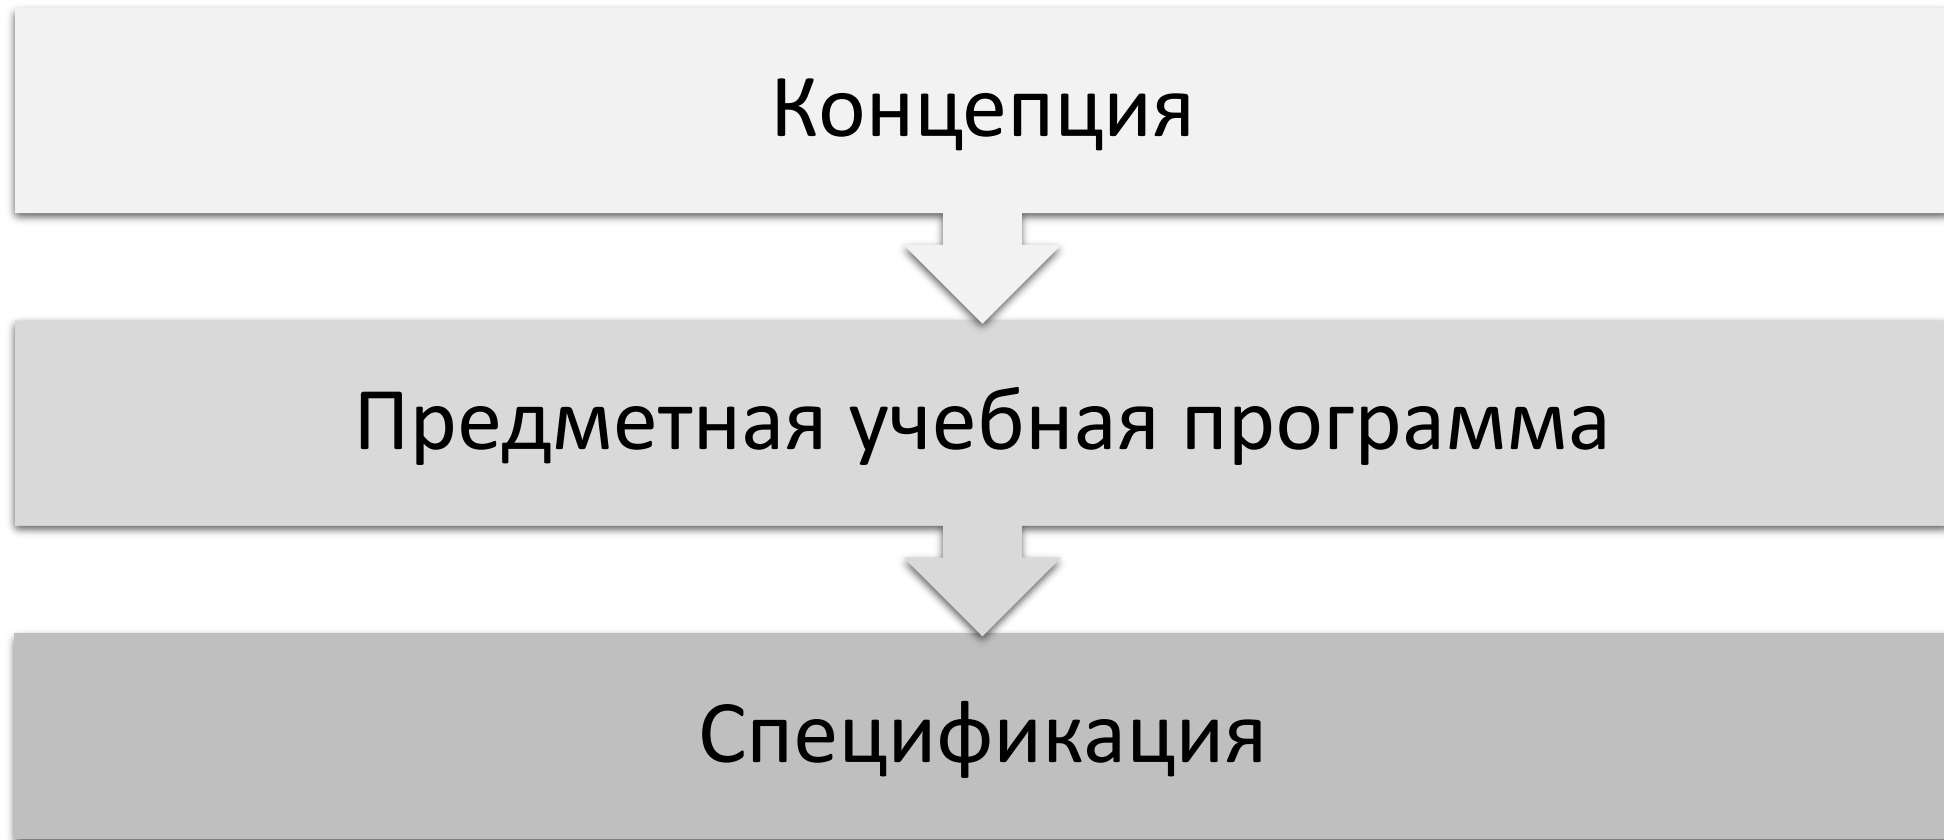 Концепция
Предметная учебная программа
Спецификация